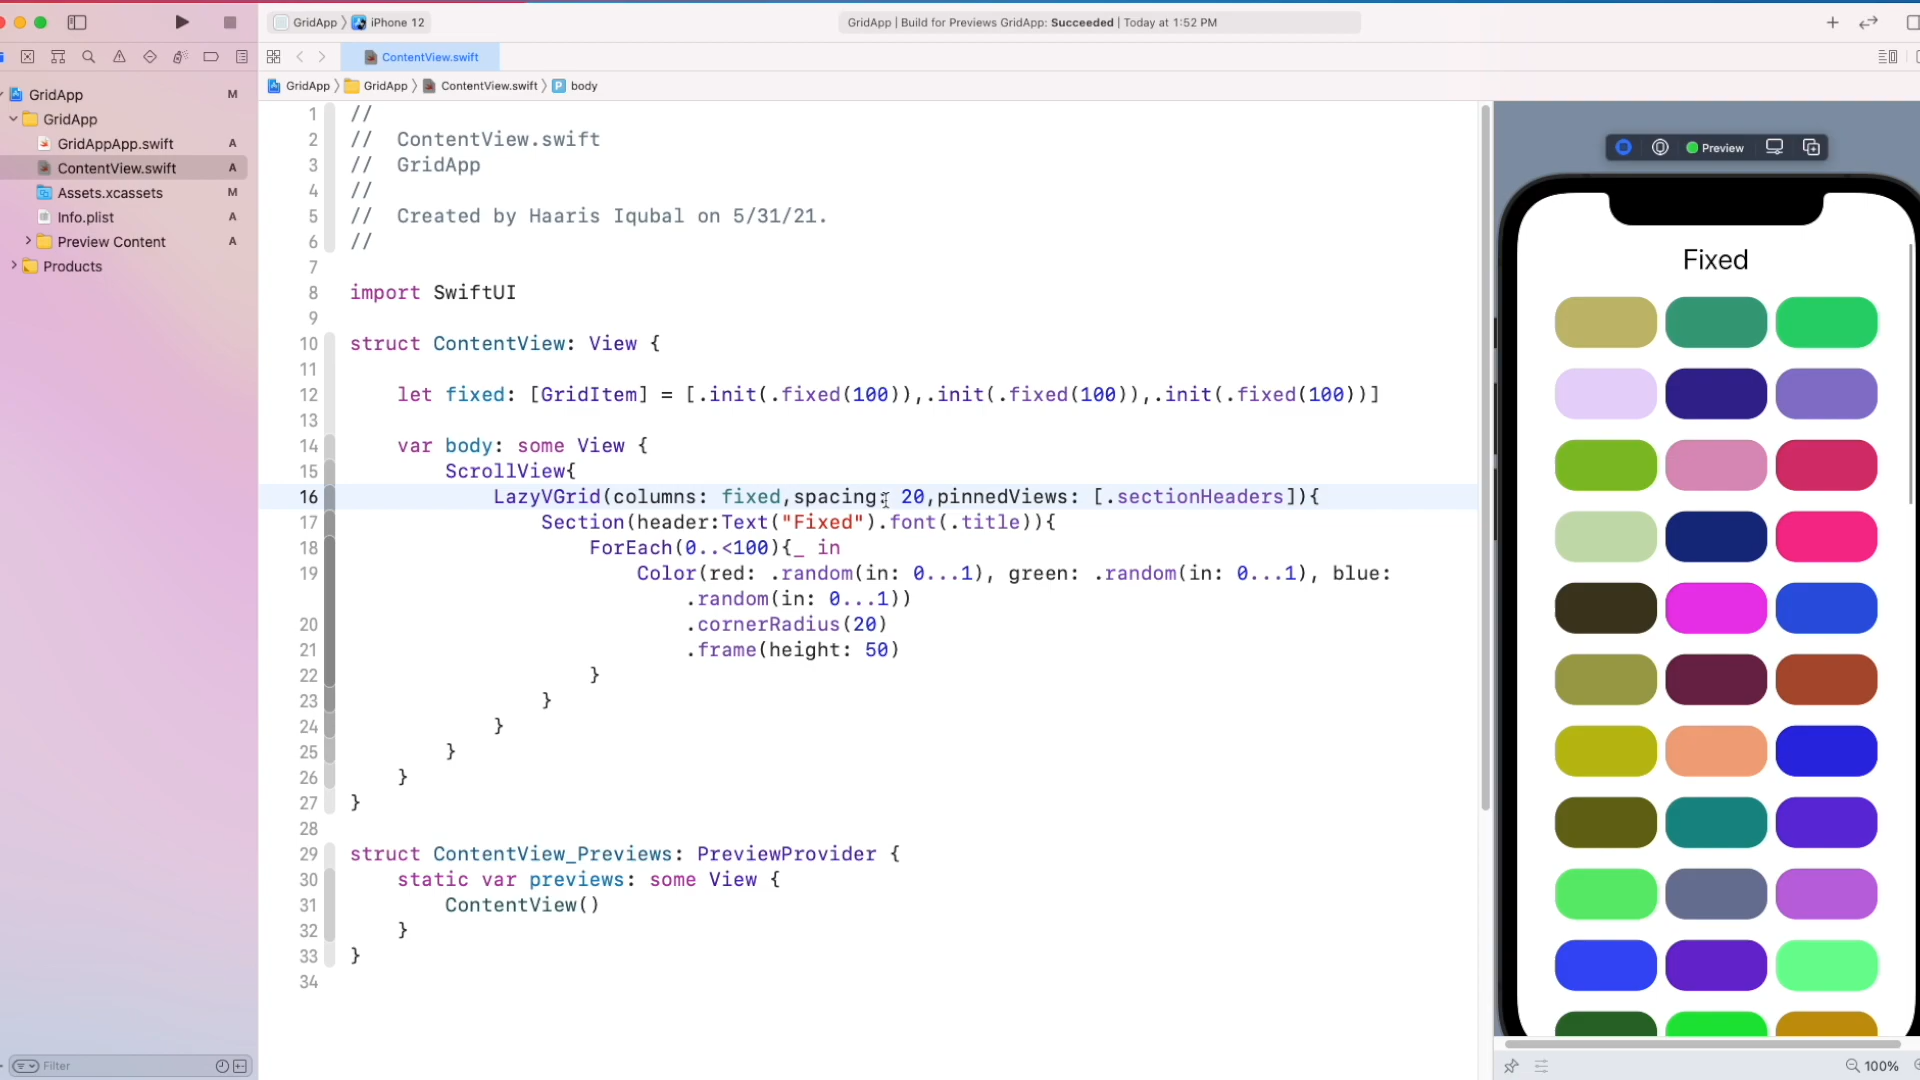 GridApp 〉 iPhone 12
GridApp | Build for Previews GridApp: Succeeded | Today at 1:52 PM
ContentView.swift
GridApp 〉 GridApp 〉 ContentView.swift 〉 P body
GridApp M
GridApp
GridAppApp.swift A
ContentView.swift A
Assets.xcassets M
Info.plist A
Preview Content A
Products
Filter
1 //
2 //  ContentView.swift
3 //  GridApp
4 //
5 //  Created by Haaris Iqubal on 5/31/21.
6 //
7
8 import SwiftUI
9
10 struct ContentView: View {
11
12     let fixed: [GridItem] = [.init(.fixed(100)),.init(.fixed(100)),.init(.fixed(100))]
13
14     var body: some View {
15         ScrollView{
16             LazyVGrid(columns: fixed,spacing: 20,pinnedViews: [.sectionHeaders]){
17                 Section(header:Text("Fixed").font(.title)){
18                     ForEach(0..<100){_ in
19                         Color(red: .random(in: 0...1), green: .random(in: 0...1), blue:
.random(in: 0...1))
20                             .cornerRadius(20)
21                             .frame(height: 50)
22                     }
23                 }
24             }
25         }
26     }
27 }
28
29 struct ContentView_Previews: PreviewProvider {
30     static var previews: some View {
31         ContentView()
32     }
33 }
34
Preview
Fixed
100%